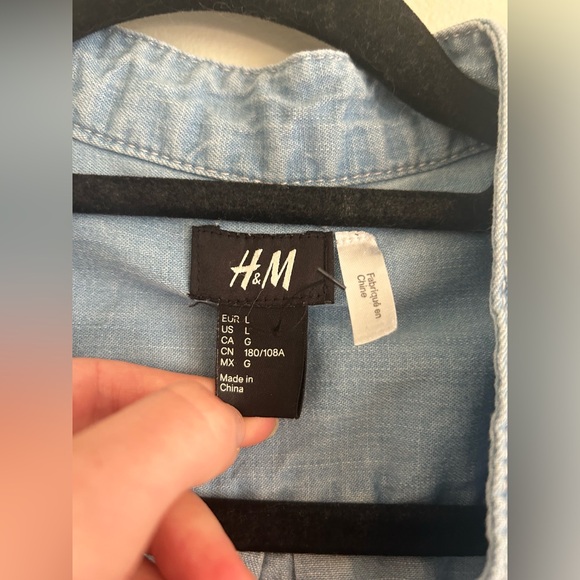 H&M
EUR L
US L
CA G
CN 180/108A
MX G
Made in
China
Fabriqué en
Chine